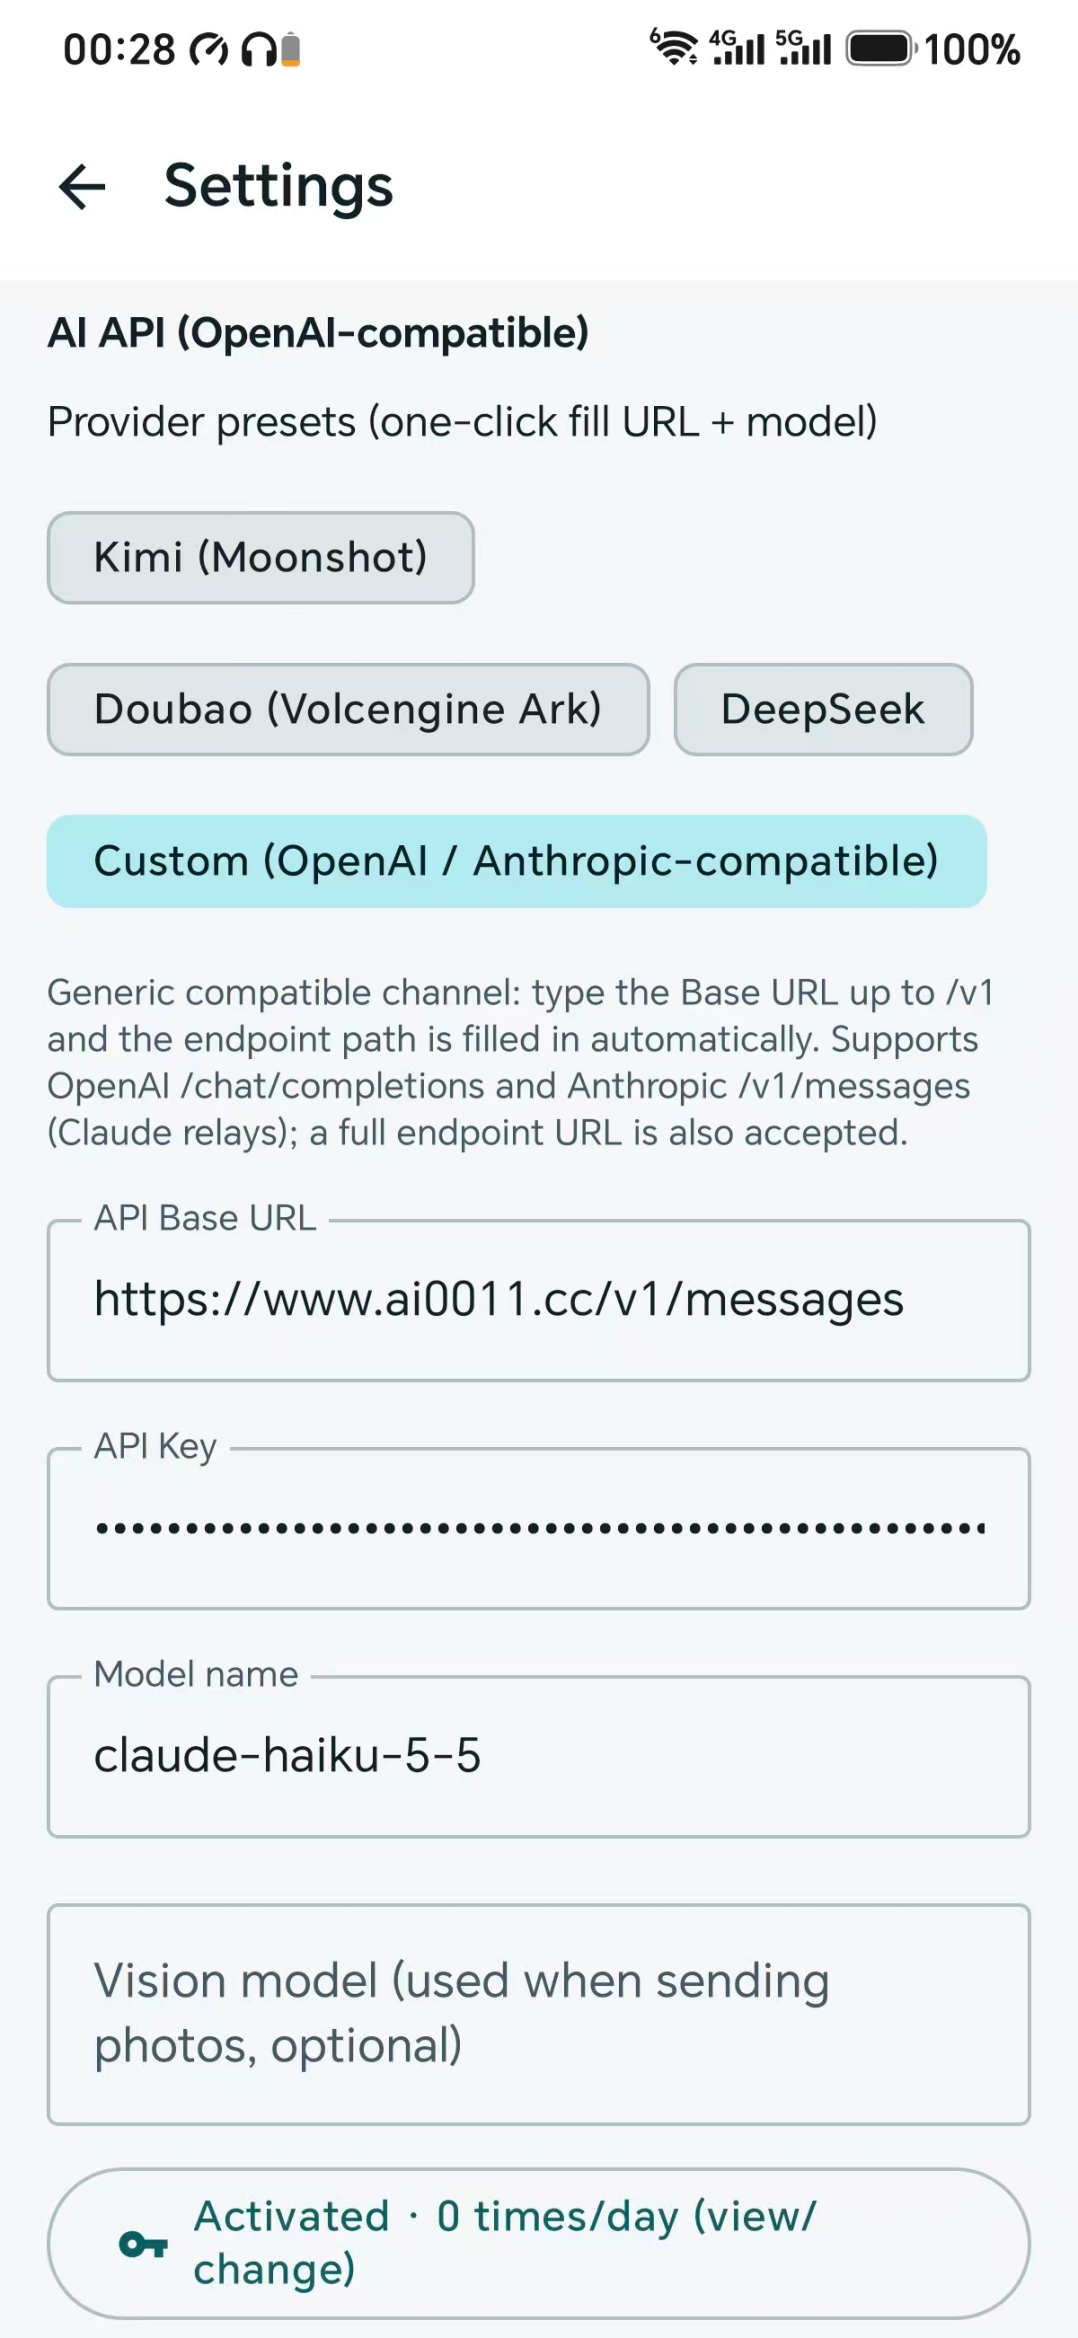 00:28
6 4G 5G 100%
Settings
AI API (OpenAI-compatible)
Provider presets (one-click fill URL + model)
Kimi (Moonshot)
Doubao (Volcengine Ark) DeepSeek
Custom (OpenAI / Anthropic-compatible)
Generic compatible channel: type the Base URL up to /v1
and the endpoint path is filled in automatically. Supports
OpenAI /chat/completions and Anthropic /v1/messages
(Claude relays); a full endpoint URL is also accepted.
API Base URL
https://www.ai0011.cc/v1/messages
API Key
Model name
claude-haiku-5-5
Vision model (used when sending
photos, optional)
Activated · 0 times/day (view/
change)